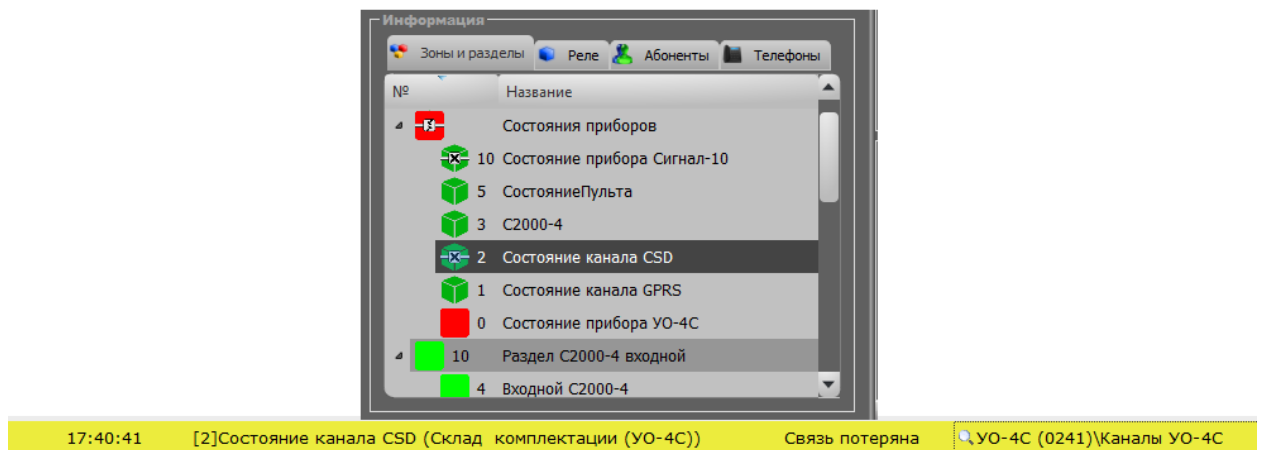 Информация
Зоны и разделы Реле Абоненты Телефоны
№ Название
Состояния приборов
10 Состояние прибора Сигнал-10
5 СостояниеПульта
3 С2000-4
2 Состояние канала CSD
1 Состояние канала GPRS
0 Состояние прибора УО-4С
10 Раздел С2000-4 входной
4 Входной С2000-4
17:40:41 [2]Состояние канала CSD (Склад комплектации (УО-4С)) Связь потеряна УО-4С (0241)\Каналы УО-4С